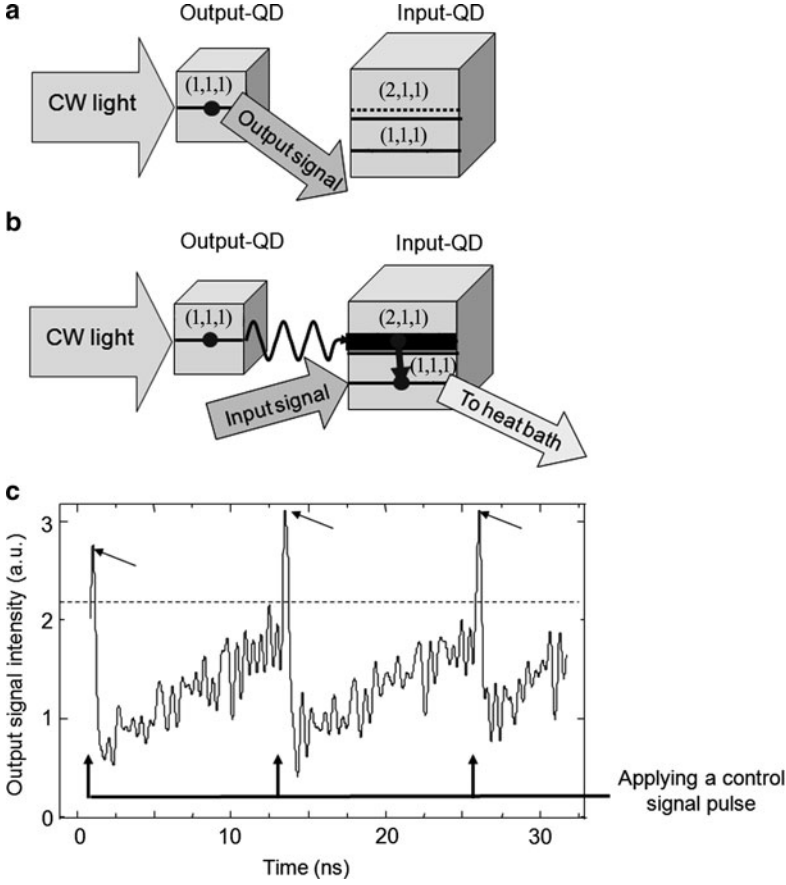 a
Output-QD Input-QD
CW light
(1,1,1)
Output signal
(2,1,1)
(1,1,1)
b
Output-QD Input-QD
CW light
(1,1,1)
(2,1,1)
(1,1,1)
Input signal
To heat bath
c
Output signal intensity (a.u.)
3
2
1
0 10 20 30
Time (ns)
Applying a control
signal pulse